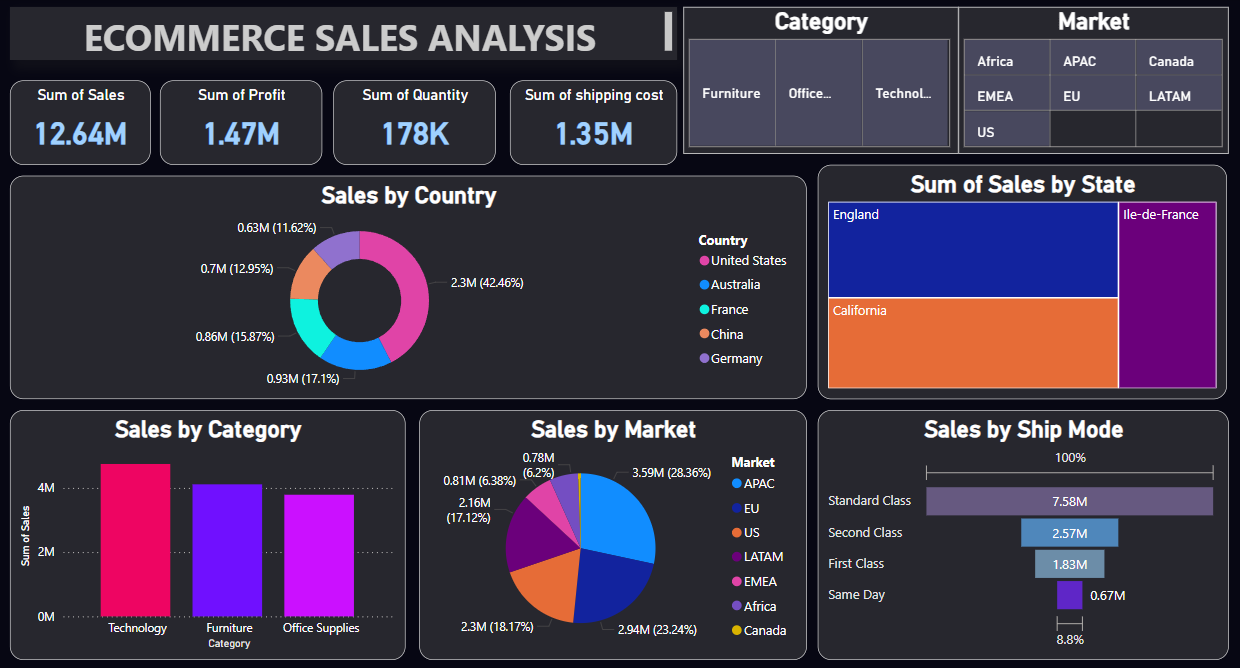 ECOMMERCE SALES ANALYSIS
Category
Market
Furniture
Office...
Technol...
Africa
APAC
Canada
EMEA
EU
LATAM
US
Sum of Sales
12.64M
Sum of Profit
1.47M
Sum of Quantity
178K
Sum of shipping cost
1.35M
Sales by Country
0.63M (11.62%)
0.7M (12.95%)
0.86M (15.87%)
0.93M (17.1%)
2.3M (42.46%)
Country
United States
Australia
France
China
Germany
Sum of Sales by State
England
California
Ile-de-France
Sales by Category
Sum of Sales
4M
2M
0M
Technology
Furniture
Office Supplies
Category
Sales by Market
0.78M
(6.2%)
0.81M (6.38%)
2.16M
(17.12%)
2.3M (18.17%)
3.59M (28.36%)
2.94M (23.24%)
Market
APAC
EU
US
LATAM
EMEA
Africa
Canada
Sales by Ship Mode
100%
Standard Class
7.58M
Second Class
2.57M
First Class
1.83M
Same Day
0.67M
8.8%